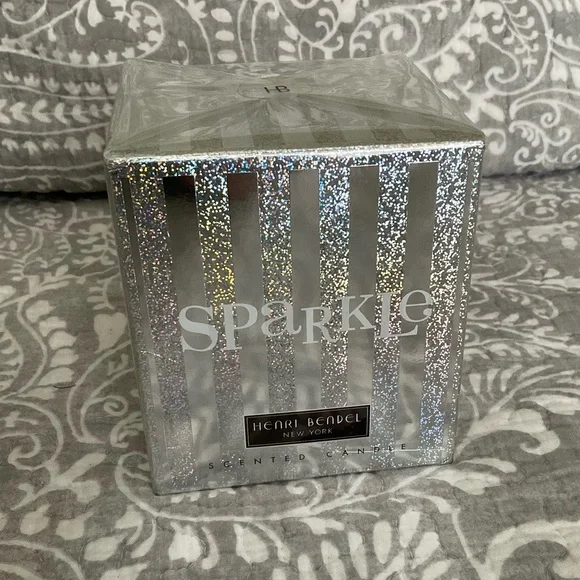 HB
SPaRKLe
HENRI BENDEL
NEW YORK
SCENTED CANDLE